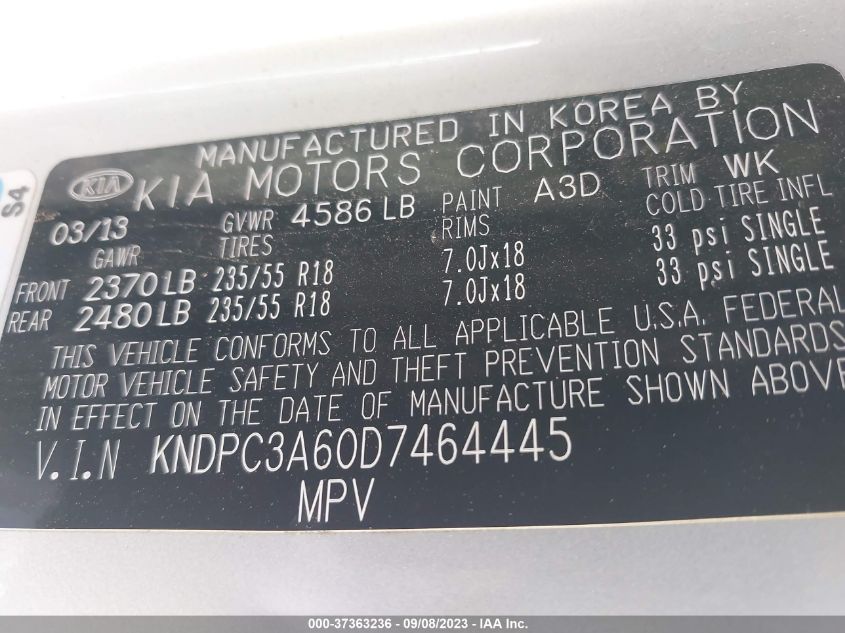 MANUFACTURED IN KOREA BY
KIA KIA MOTORS CORPORATION
03/13 GVWR 4586 LB PAINT A3D TRIM WK
GAWR TIRES RIMS COLD TIRE INFL
FRONT 2370 LB 235/55 R18 7.0Jx18 33 psi SINGLE
REAR 2480 LB 235/55 R18 7.0Jx18 33 psi SINGLE
THIS VEHICLE CONFORMS TO ALL APPLICABLE U.S.A. FEDERAL
MOTOR VEHICLE SAFETY AND THEFT PREVENTION STANDARDS
IN EFFECT ON THE DATE OF MANUFACTURE SHOWN ABOVE
V.I.N KNDPC3A60D7464445
MPV
S4
000-37363236 - 09/08/2023 - IAA Inc.